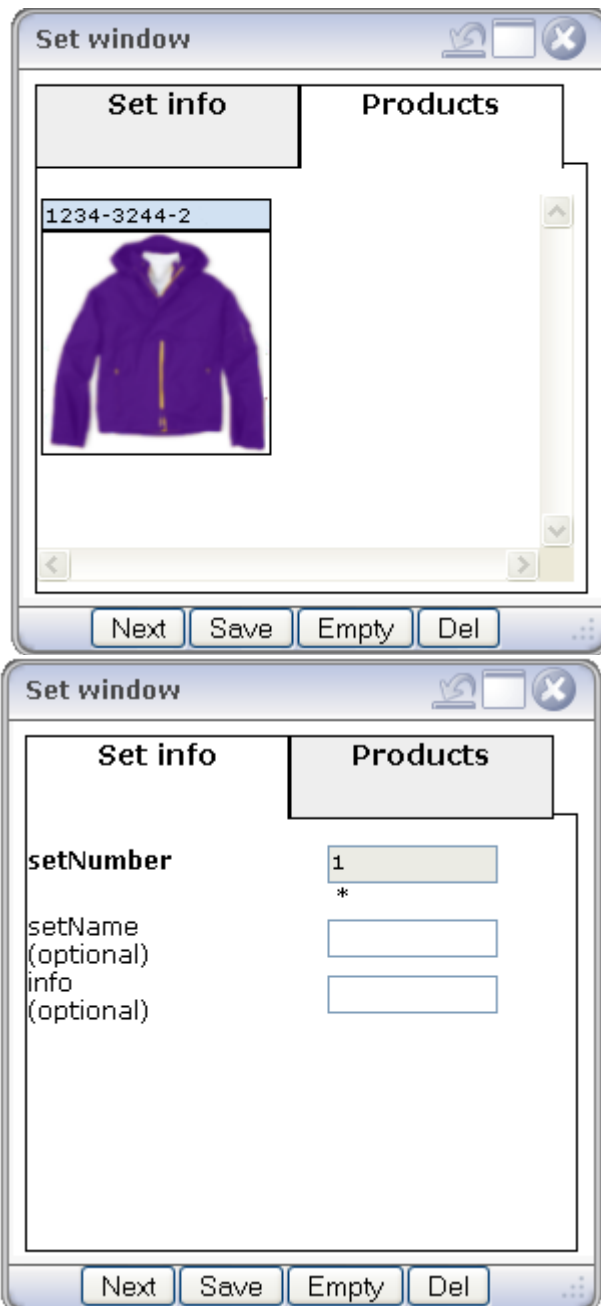 Set window
Set info Products
1234-3244-2
Next Save Empty Del
Set window
Set info Products
setNumber 1
*
setName
(optional)
info
(optional)
Next Save Empty Del